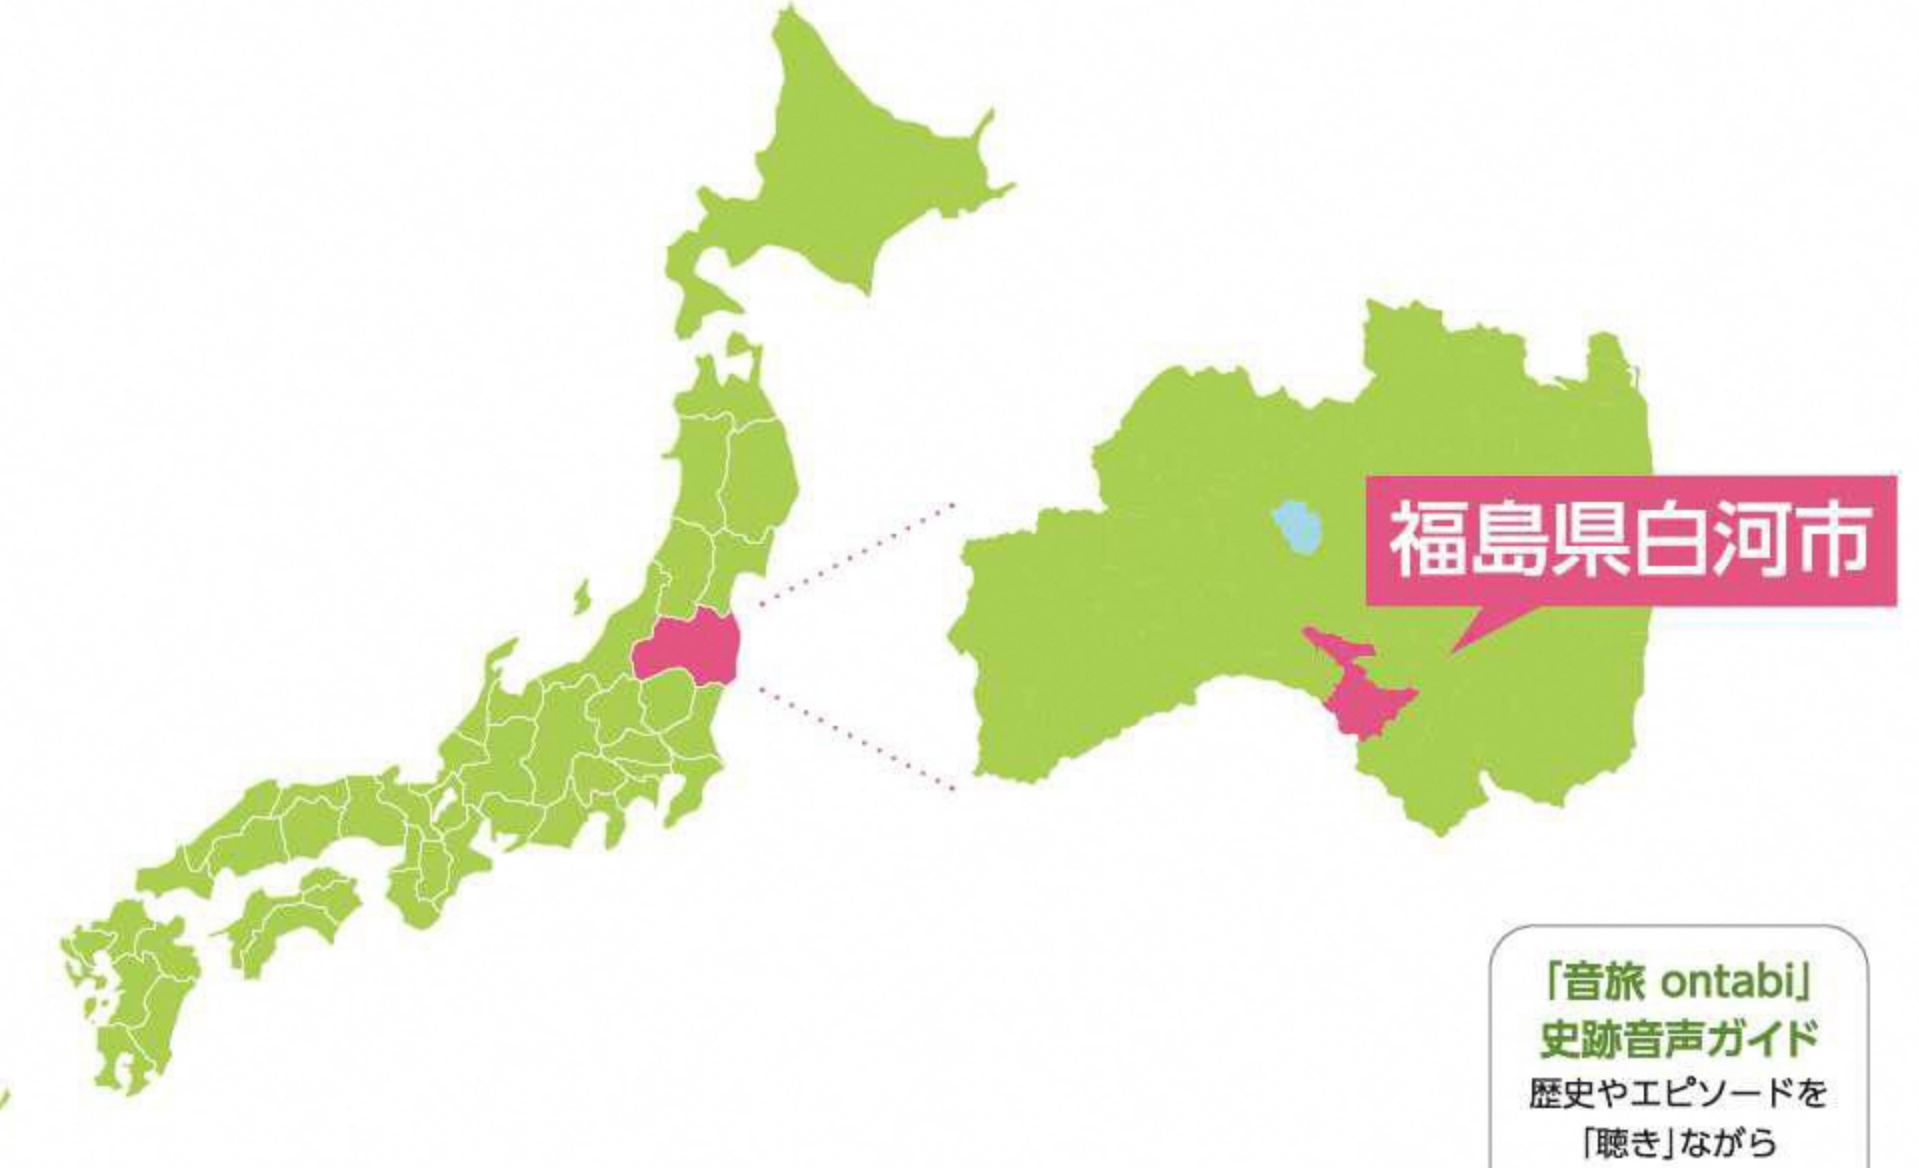 福島県白河市
「音旅 ontabi」
史跡音声ガイド
歴史やエピソードを
「聴き」ながら